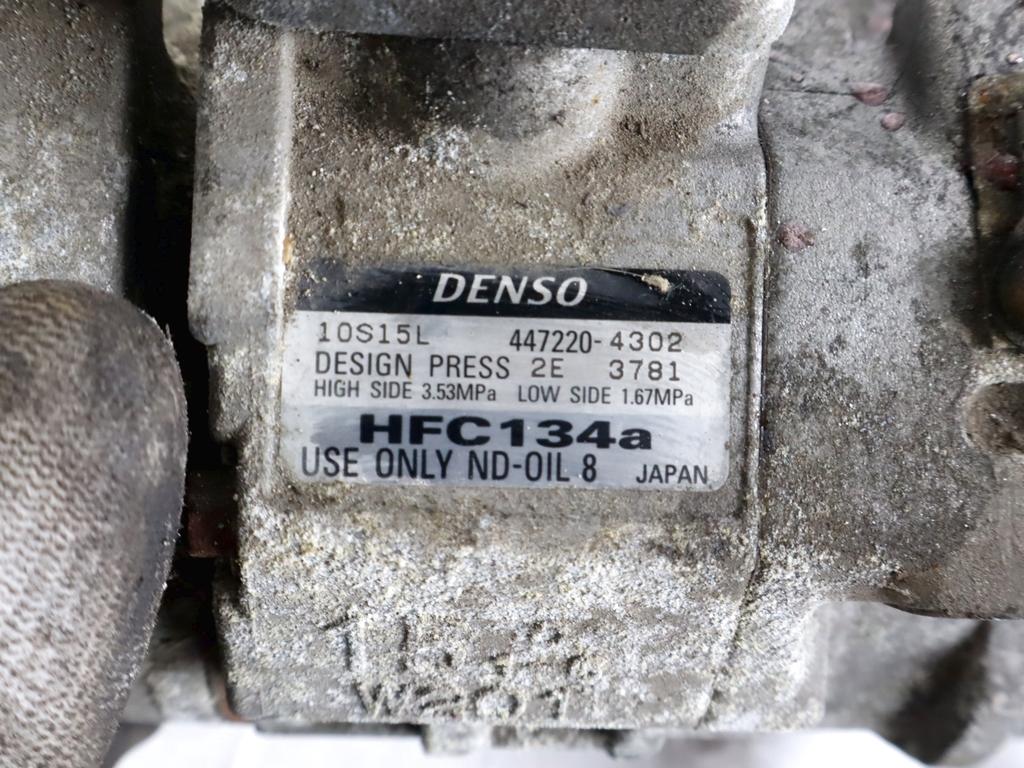 DENSO
10S15L 447220-4302
DESIGN PRESS 2E 3781
HIGH SIDE 3.53MPa LOW SIDE 1.67MPa
HFC134a
USE ONLY ND-OIL 8 JAPAN